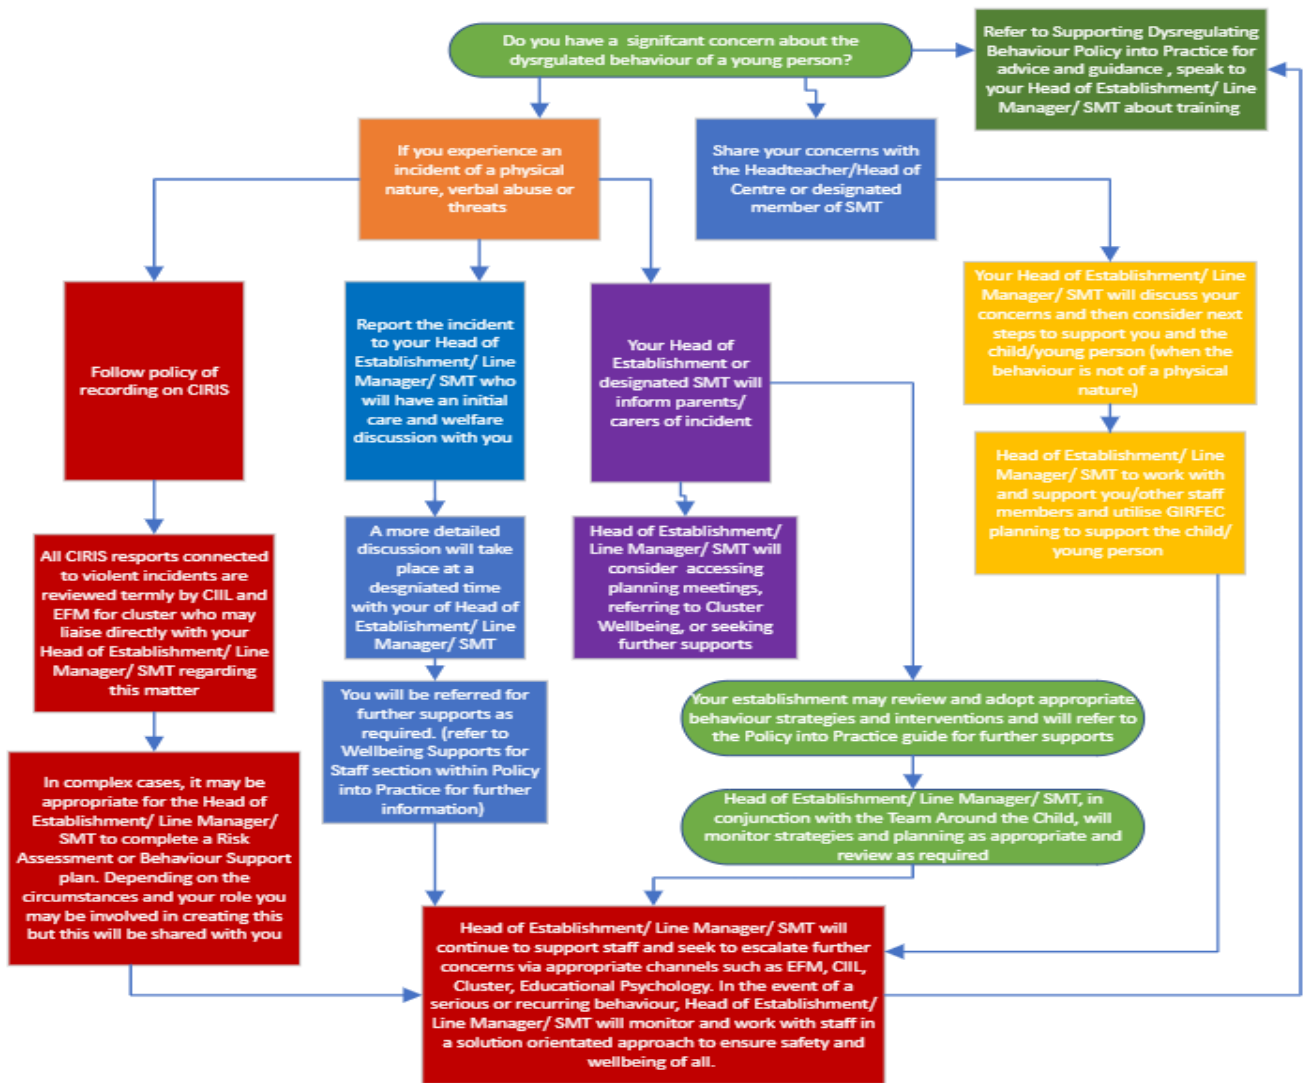 Do you have a  signifcant concern about the
dysrgulated behaviour of a young person?
Refer to Supporting Dysregulating
Behaviour Policy into Practice for
advice and guidance , speak to
your Head of Establishment/ Line
Manager/ SMT about training
If you experience an
incident of a physical
nature, verbal abuse or
threats
Share your concerns with
the Headteacher/Head of
Centre or designated
member of SMT
Follow policy of
recording on CIRIS
Report the incident
to your Head of
Establishment/ Line
Manager/ SMT who
will have an initial
care and welfare
discussion with you
Your Head of
Establishment or
designated SMT will
inform parents/
carers of incident
Your Head of Establishment/ Line
Manager/ SMT will discuss your
concerns and then consider next
steps to support you and the
child/young person (when the
behaviour is not of a physical
nature)
Head of Establishment/ Line
Manager/ SMT to work with
and support you/other staff
members and utilise GIRFEC
planning to support the child/
young person
All CIRIS resports connected
to violent incidents are
reviewed termly by CIIL and
EFM for cluster who may
liaise directly with your
Head of Establishment/ Line
Manager/ SMT regarding
this matter
A more detailed
discussion will take
place at a
desgniated time
with your of Head of
Establishment/ Line
Manager/ SMT
Head of Establishment/
Line Manager/ SMT will
consider  accessing
planning meetings,
referring to Cluster
Wellbeing, or seeking
further supports
You will be referred for
further supports as
required. (refer to
Wellbeing Supports for
Staff section within Policy
into Practice for further
information)
Your establishment may review and adopt appropriate
behaviour strategies and interventions and will refer to
the Policy into Practice guide for further supports
In complex cases, it may be
appropriate for the Head of
Establishment/ Line Manager/
SMT to complete a Risk
Assessment or Behaviour Support
plan. Depending on the
circumstances and your role you
may be involved in creating this
but this will be shared with you
Head of Establishment/ Line Manager/ SMT, in
conjunction with the Team Around the Child, will
monitor strategies and planning as appropriate and
review as required
Head of Establishment/ Line Manager/ SMT will
continue to support staff and seek to escalate further
concerns via appropriate channels such as EFM, CIIL,
Cluster, Educational Psychology. In the event of a
serious or recurring behaviour, Head of Establishment/
Line Manager/ SMT will monitor and work with staff in
a solution orientated approach to ensure safety and
wellbeing of all.